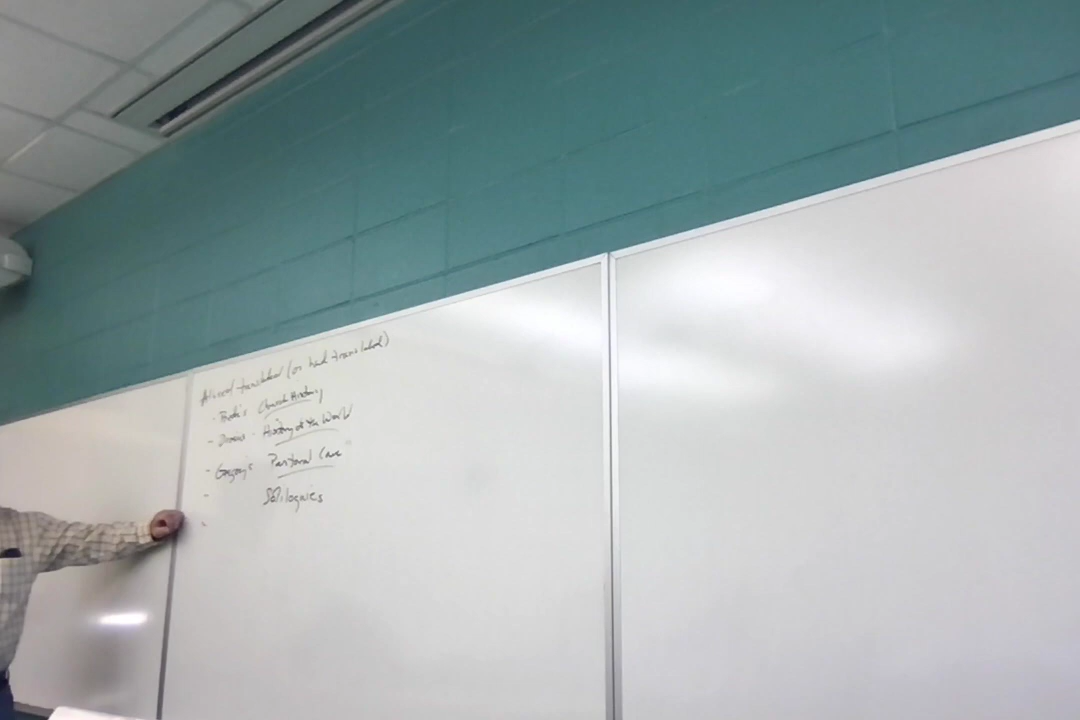 Alfred translated (or had translated)
- Bede's Church History
- Orosius - History of the World
- Gregory's Pastoral Care
- Soliloquies